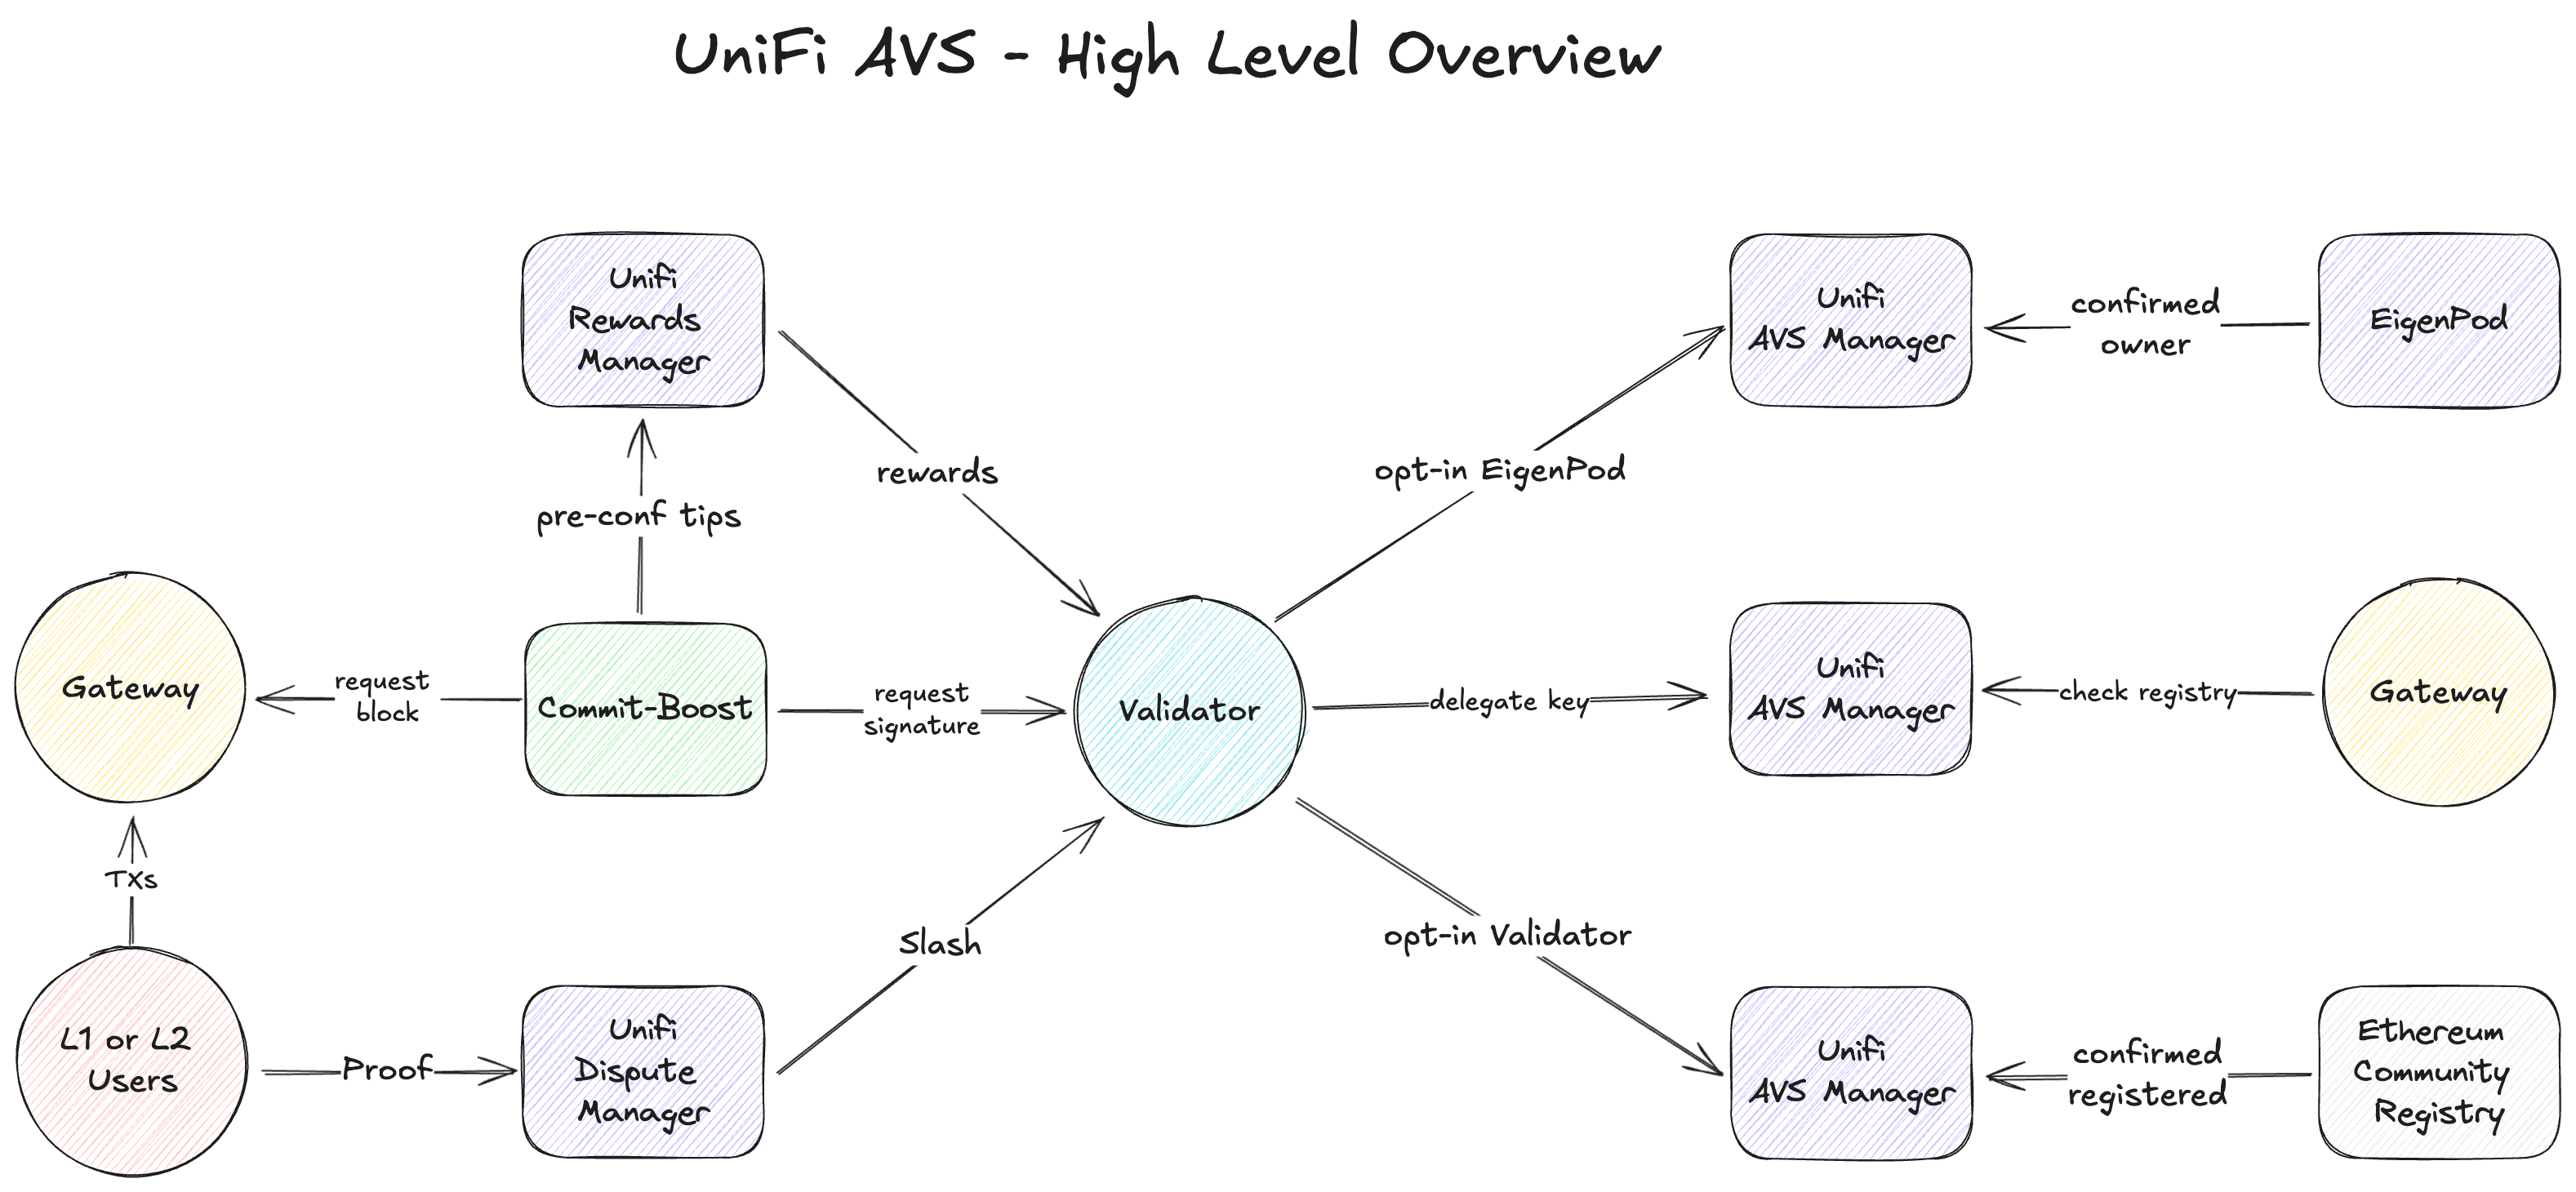 UniFi AVS - High Level Overview
Unifi
Rewards
Manager
Unifi
AVS Manager
confirmed
owner
EigenPod
rewards
opt-in EigenPod
pre-conf tips
Gateway
request
block
Commit-Boost
request
signature
Validator
delegate key
Unifi
AVS Manager
check registry
Gateway
TXs
Slash
opt-in Validator
L1 or L2
Users
Proof
Unifi
Dispute
Manager
Unifi
AVS Manager
confirmed
registered
Ethereum
Community
Registry